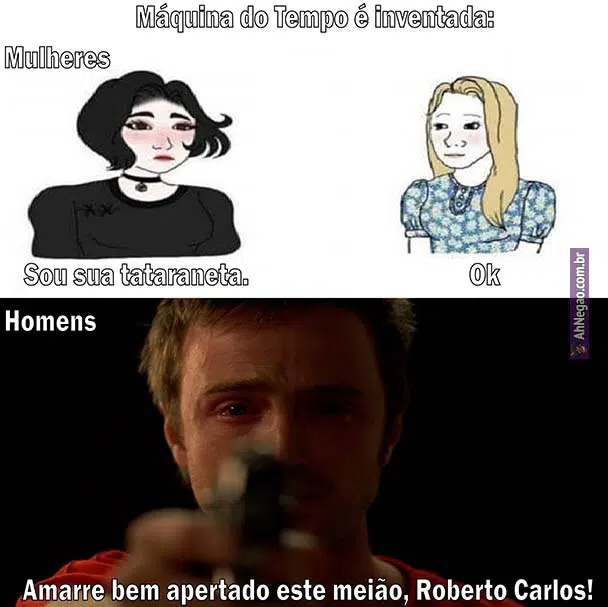 Máquina do Tempo é inventada:
Mulheres
Sou sua tataraneta.
Ok
AhNegao.com.br
Homens
Amarre bem apertado este meião, Roberto Carlos!